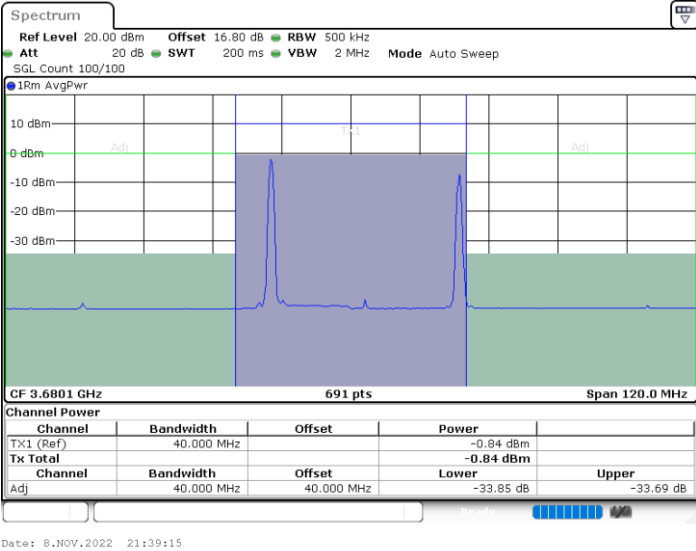 Spectrum
Ref Level 20.00 dBm Offset 16.80 dB RBW 500 kHz
Att 20 dB SWT 200 ms VBW 2 MHz Mode Auto Sweep
SGL Count 100/100
1Rm AvgPwr
10 dBm
TX1
Adj Adj
0 dBm
-10 dBm
-20 dBm
-30 dBm
CF 3.6801 GHz 691 pts Span 120.0 MHz
Channel Power
Channel Bandwidth Offset Power
TX1 (Ref) 40.000 MHz -0.84 dBm
Tx Total -0.84 dBm
Channel Bandwidth Offset Lower Upper
Adj 40.000 MHz 40.000 MHz -33.85 dB -33.69 dB
Ready
Date: 8.NOV.2022 21:39:15